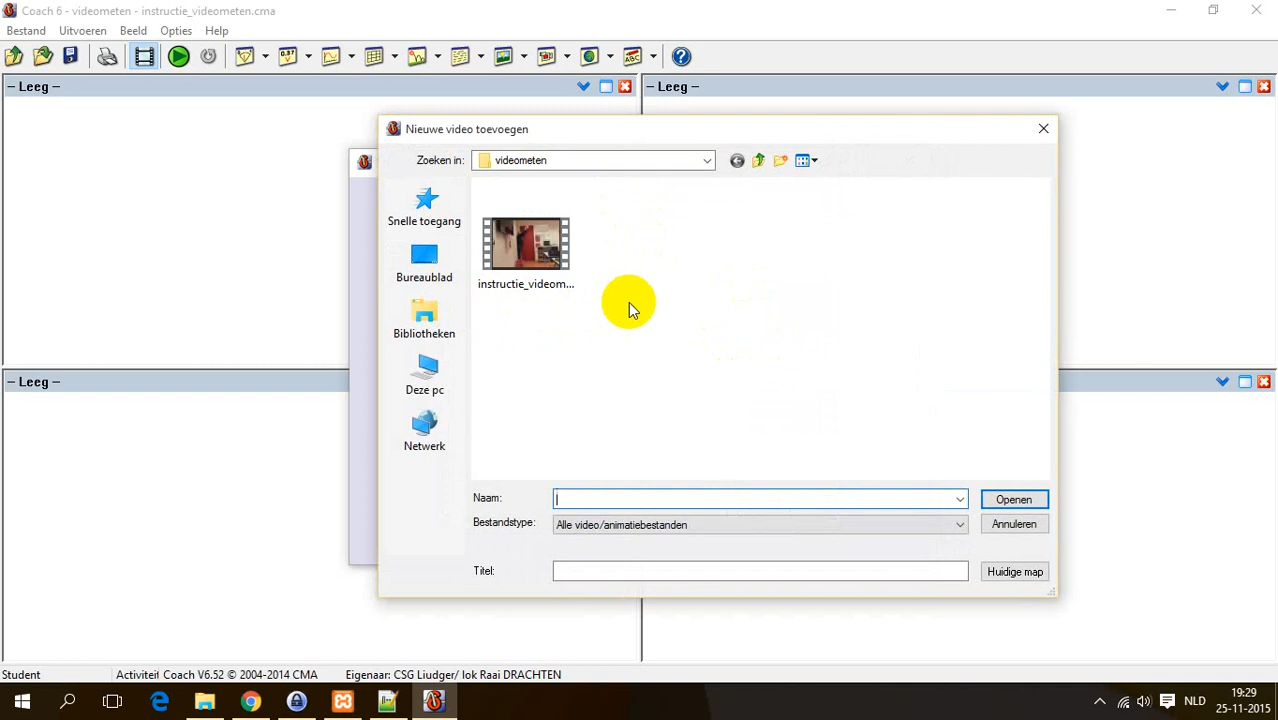 Coach 6 - videometen - instructie_videometen.cma
Bestand Uitvoeren Beeld Opties Help
0,37
ABC
– Leeg –
– Leeg –
Nieuwe video toevoegen
Zoeken in: videometen
Snelle toegang
Bureaublad
Bibliotheken
Deze pc
Netwerk
instructie_videom...
Naam:
Openen
Bestandstype: Alle video/animatiebestanden
Annuleren
Titel:
Huidige map
– Leeg –
Student
Activiteit Coach V6.52 © 2004-2014 CMA
Eigenaar: CSG Liudger/ lok Raai DRACHTEN
NLD
19:29
25-11-2015